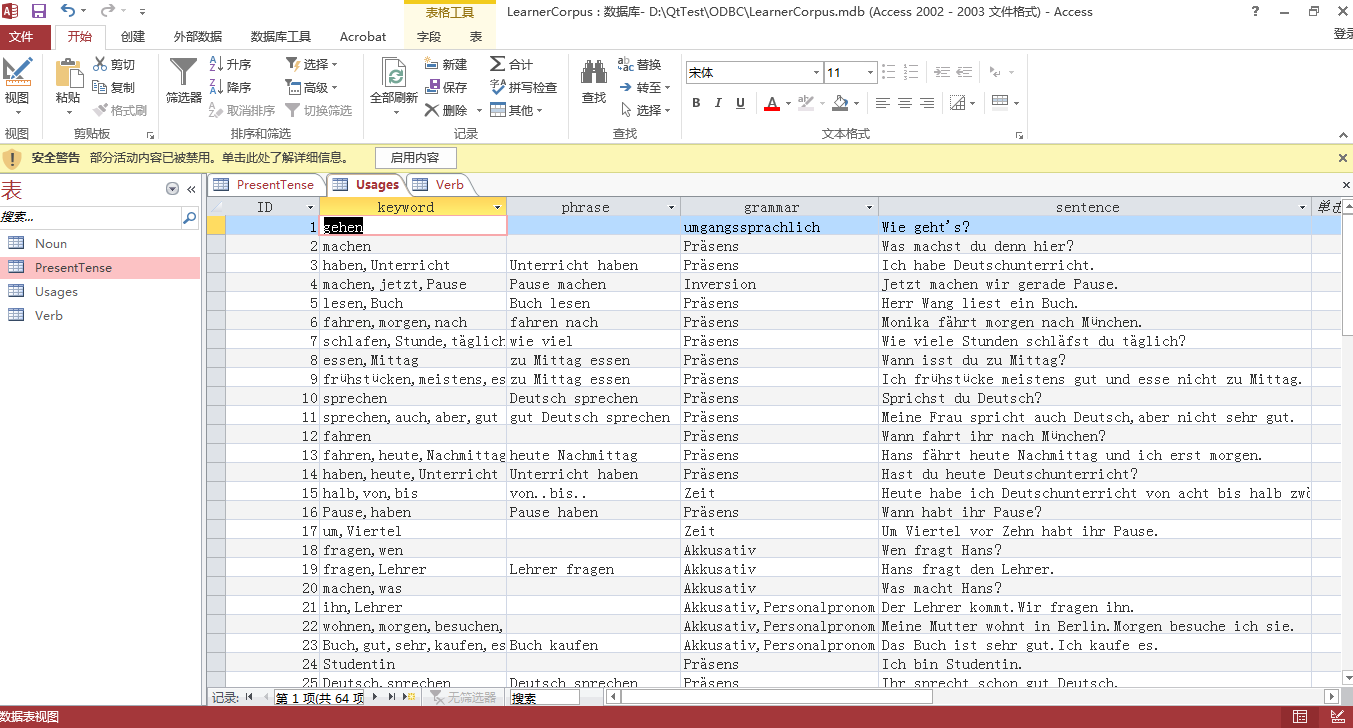 LearnerCorpus : 数据库- D:\QtTest\ODBC\LearnerCorpus.mdb (Access 2002 - 2003 文件格式) - Access
表格工具
文件 开始 创建 外部数据 数据库工具 Acrobat 字段 表 登录
视图 粘贴 剪切 复制 格式刷
筛选器 升序 降序 取消排序 选择 高级 切换筛选
全部刷新 新建 保存 删除 合计 拼写检查 其他
查找 替换 转至 选择
宋体 11
B I U A
视图 剪贴板 排序和筛选 记录 查找 文本格式
安全警告 部分活动内容已被禁用。单击此处了解详细信息。 启用内容
表
搜索...
Noun
PresentTense
Usages
Verb
PresentTense Usages Verb
ID keyword phrase grammar sentence 单击
1 gehen umgangssprachlich Wie geht's?
2 machen Präsens Was machst du denn hier?
3 haben,Unterricht Unterricht haben Präsens Ich habe Deutschunterricht.
4 machen,jetzt,Pause Pause machen Inversion Jetzt machen wir gerade Pause.
5 lesen,Buch Buch lesen Präsens Herr Wang liest ein Buch.
6 fahren,morgen,nach fahren nach Präsens Monika fährt morgen nach München.
7 schlafen,Stunde,täglich wie viel Präsens Wie viele Stunden schläfst du täglich?
8 essen,Mittag zu Mittag essen Präsens Wann isst du zu Mittag?
9 frühstücken,meistens,es zu Mittag essen Präsens Ich frühstücke meistens gut und esse nicht zu Mittag.
10 sprechen Deutsch sprechen Präsens Sprichst du Deutsch?
11 sprechen,auch,aber,gut gut Deutsch sprechen Präsens Meine Frau spricht auch Deutsch,aber nicht sehr gut.
12 fahren Präsens Wann fahrt ihr nach München?
13 fahren,heute,Nachmittag heute Nachmittag Präsens Hans fährt heute Nachmittag und ich erst morgen.
14 haben,heute,Unterricht Unterricht haben Präsens Hast du heute Deutschunterricht?
15 halb,von,bis von..bis.. Zeit Heute habe ich Deutschunterricht von acht bis halb zwö
16 Pause,haben Pause haben Präsens Wann habt ihr Pause?
17 um,Viertel Zeit Um Viertel vor Zehn habt ihr Pause.
18 fragen,wen Akkusativ Wen fragt Hans?
19 fragen,Lehrer Lehrer fragen Akkusativ Hans fragt den Lehrer.
20 machen,was Akkusativ Was macht Hans?
21 ihn,Lehrer Akkusativ,Personalpronom Der Lehrer kommt.Wir fragen ihn.
22 wohnen,morgen,besuchen, Akkusativ,Personalpronom Meine Mutter wohnt in Berlin.Morgen besuche ich sie.
23 Buch,gut,sehr,kaufen,es Buch kaufen Akkusativ,Personalpronom Das Buch ist sehr gut.Ich kaufe es.
24 Studentin Präsens Ich bin Studentin.
25 Deutsch,sprechen Deutsch sprechen Präsens Ihr sprecht schon gut Deutsch.
记录: 第 1 项(共 64 项 无筛选器 搜索
数据表视图